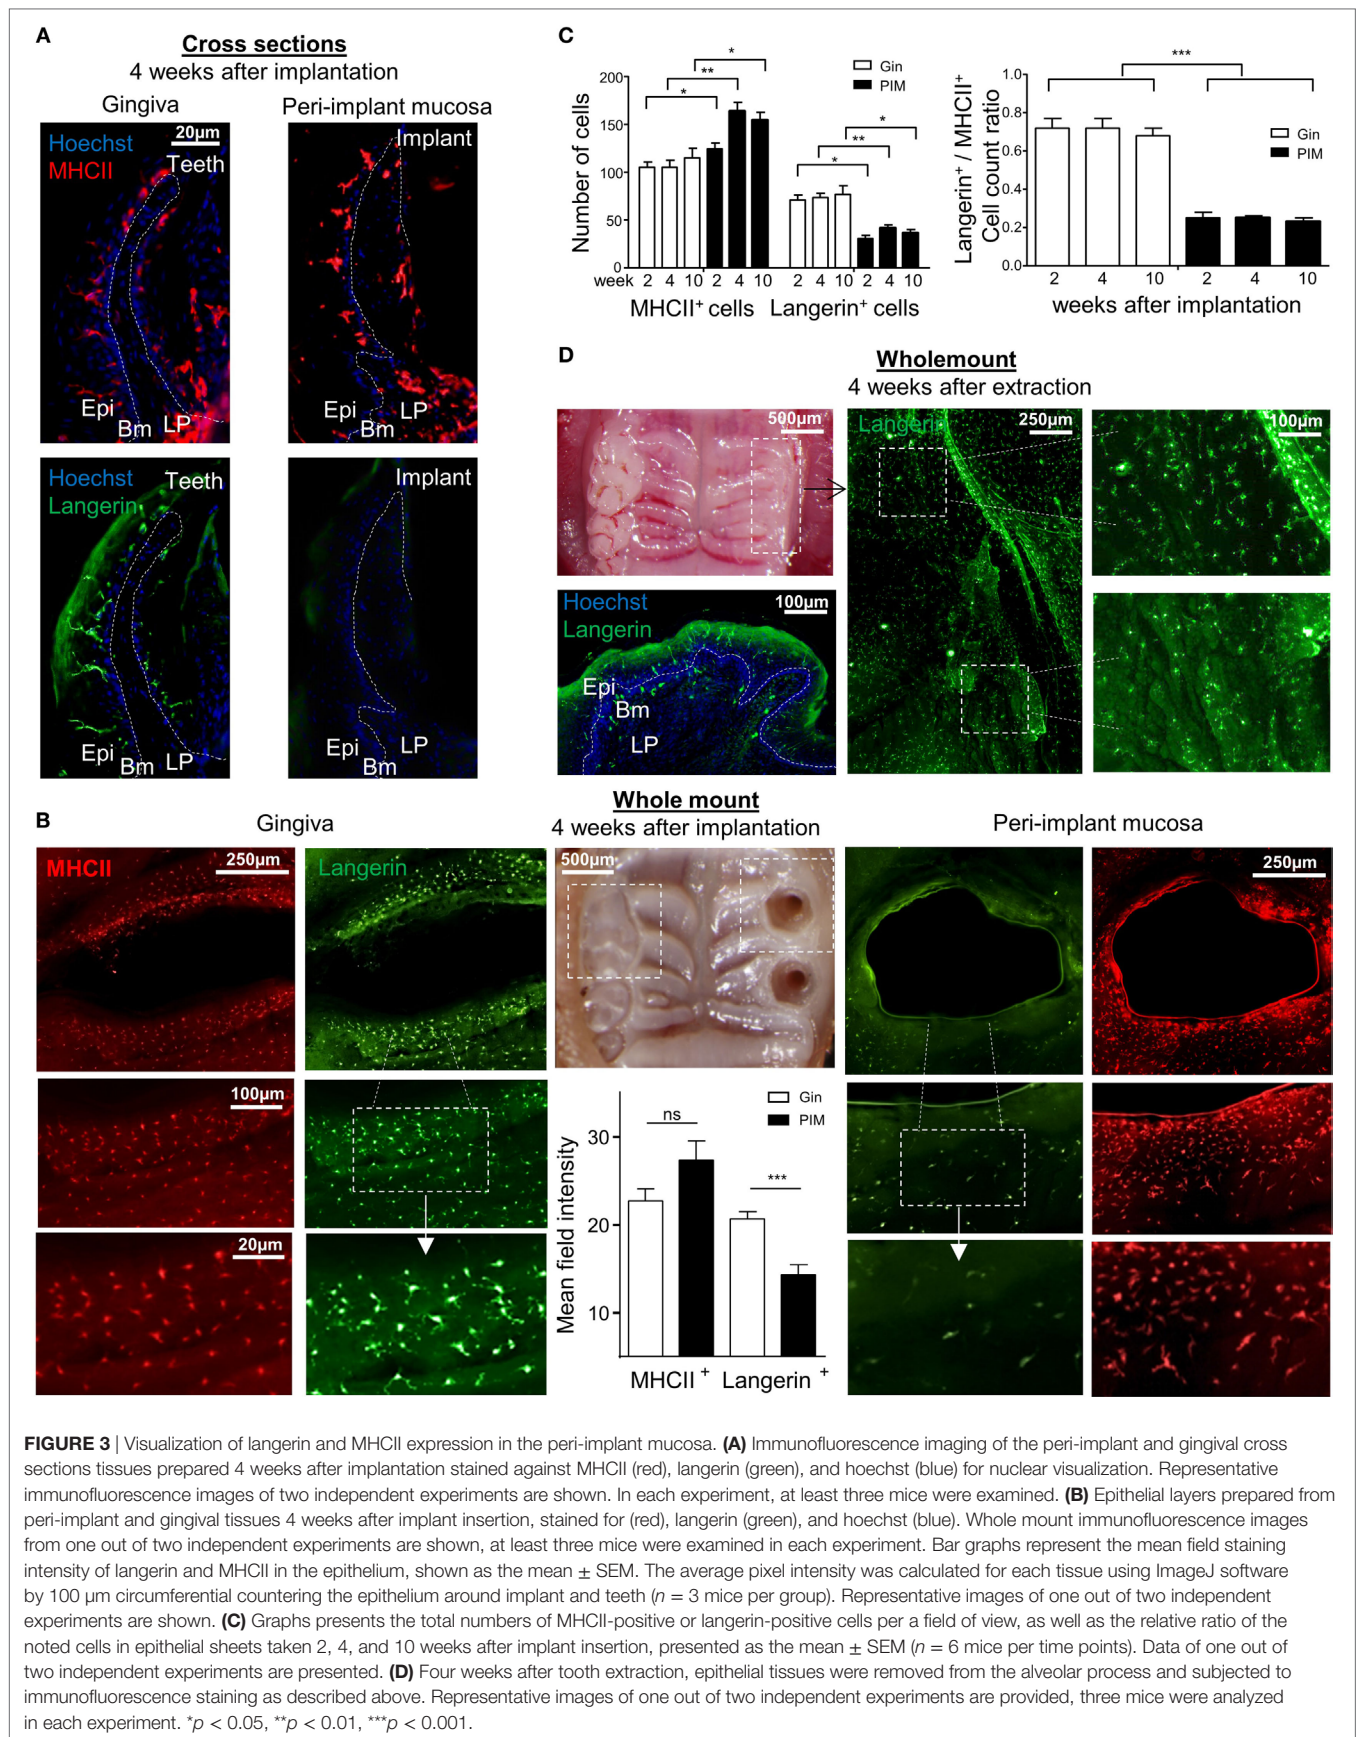 A
Cross sections
4 weeks after implantation
Gingiva
Peri-implant mucosa
Hoechst
MHCII
20µm
Teeth
Epi
Bm
LP
Implant
Epi
Bm
LP
Hoechst
Langerin
Teeth
Epi
Bm
LP
Implant
Epi
Bm
LP
C
Number of cells
200
150
100
50
0
*
**
*
*
**
*
Gin
PIM
week 2 4 10 2 4 10 2 4 10 2 4 10
MHCII+ cells Langerin+ cells
Langerin+ / MHCII+
Cell count ratio
1.0
0.8
0.6
0.4
0.2
0.0
***
Gin
PIM
2 4 10 2 4 10
weeks after implantation
D
Wholemount
4 weeks after extraction
500µm
Langerin
250µm
100µm
Hoechst
Langerin
100µm
Epi
Bm
LP
B
Gingiva
Whole mount
4 weeks after implantation
Peri-implant mucosa
MHCII
250µm
Langerin
500µm
250µm
100µm
20µm
Mean field intensity
30
20
10
ns
***
Gin
PIM
MHCII + Langerin +
FIGURE 3 | Visualization of langerin and MHCII expression in the peri-implant mucosa. (A) Immunofluorescence imaging of the peri-implant and gingival cross
sections tissues prepared 4 weeks after implantation stained against MHCII (red), langerin (green), and hoechst (blue) for nuclear visualization. Representative
immunofluorescence images of two independent experiments are shown. In each experiment, at least three mice were examined. (B) Epithelial layers prepared from
peri-implant and gingival tissues 4 weeks after implant insertion, stained for (red), langerin (green), and hoechst (blue). Whole mount immunofluorescence images
from one out of two independent experiments are shown, at least three mice were examined in each experiment. Bar graphs represent the mean field staining
intensity of langerin and MHCII in the epithelium, shown as the mean ± SEM. The average pixel intensity was calculated for each tissue using ImageJ software
by 100 µm circumferential countering the epithelium around implant and teeth (n = 3 mice per group). Representative images of one out of two independent
experiments are shown. (C) Graphs presents the total numbers of MHCII-positive or langerin-positive cells per a field of view, as well as the relative ratio of the
noted cells in epithelial sheets taken 2, 4, and 10 weeks after implant insertion, presented as the mean ± SEM (n = 6 mice per time points). Data of one out of
two independent experiments are presented. (D) Four weeks after tooth extraction, epithelial tissues were removed from the alveolar process and subjected to
immunofluorescence staining as described above. Representative images of one out of two independent experiments are provided, three mice were analyzed
in each experiment. *p < 0.05, **p < 0.01, ***p < 0.001.